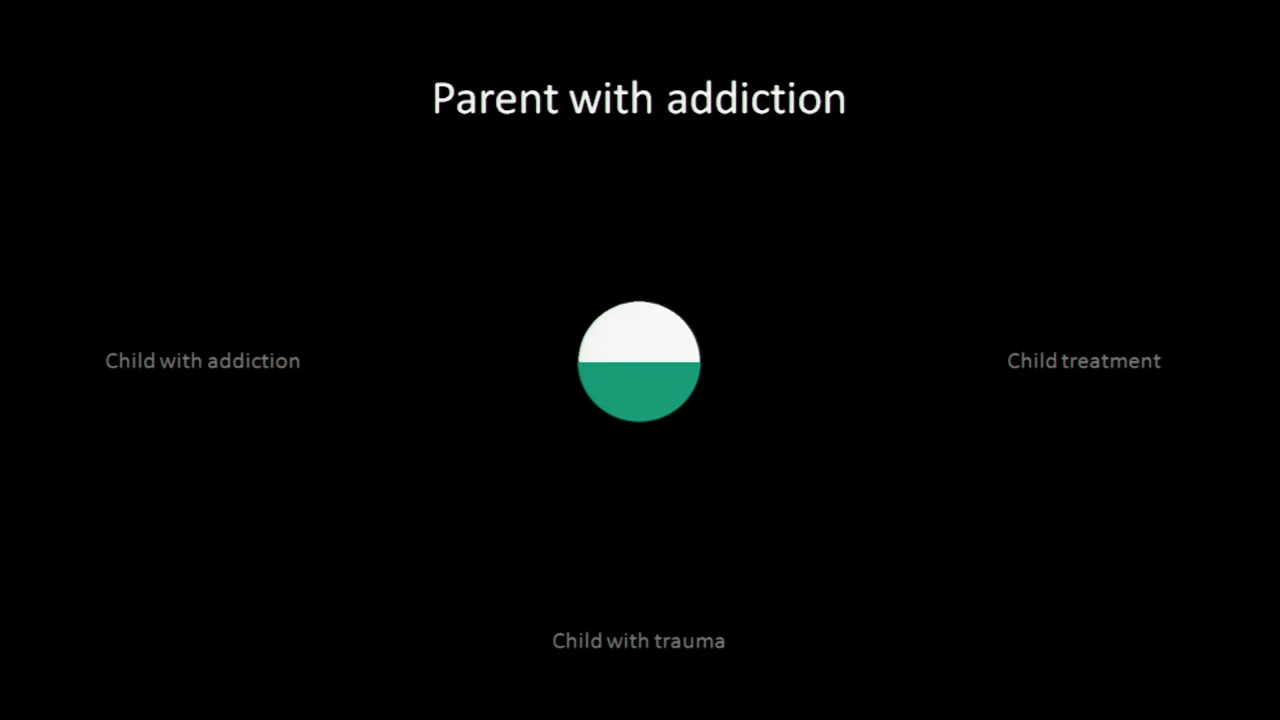 Parent with addiction
Child with addiction
Child treatment
Child with trauma